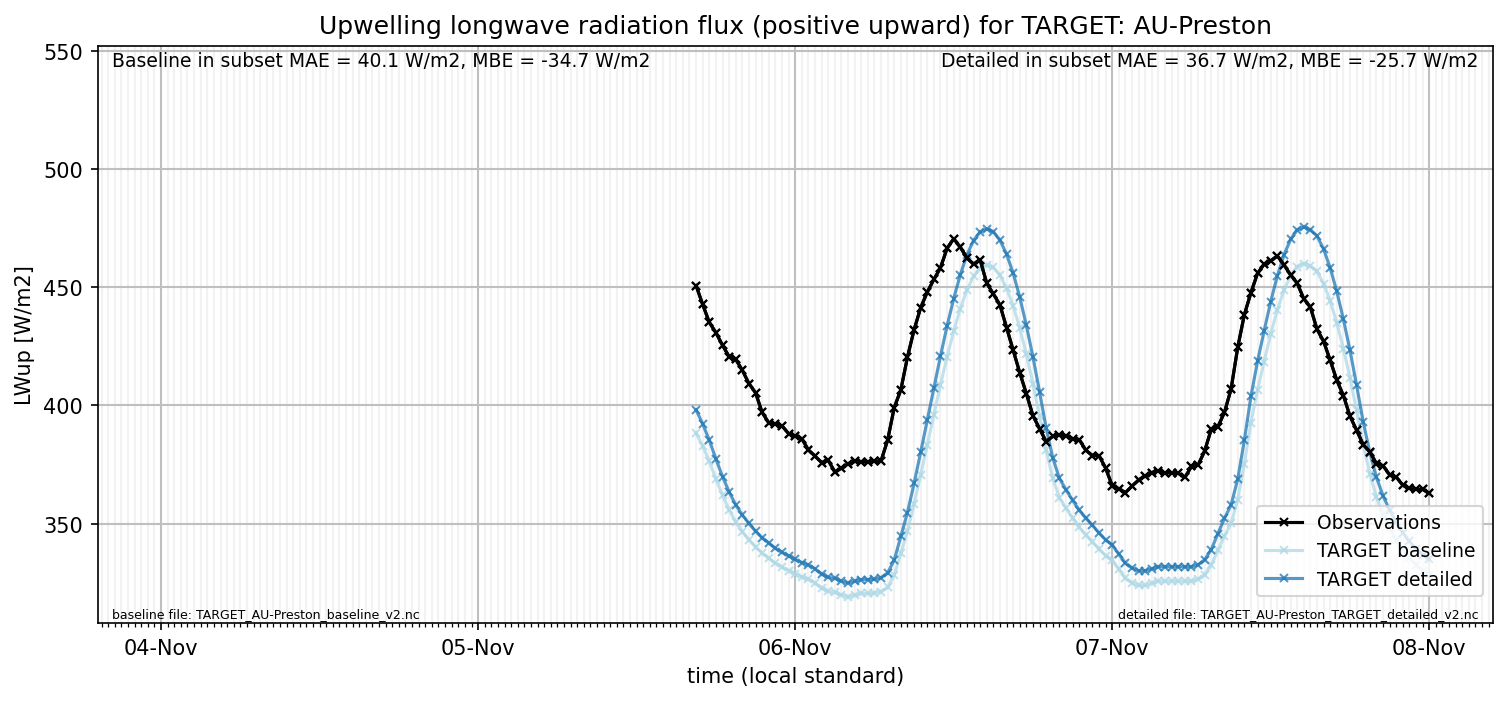 Upwelling longwave radiation flux (positive upward) for TARGET: AU-Preston
Baseline in subset MAE = 40.1 W/m2, MBE = -34.7 W/m2
Detailed in subset MAE = 36.7 W/m2, MBE = -25.7 W/m2
550
500
450
400
350
LWup [W/m2]
Observations
TARGET baseline
TARGET detailed
baseline file: TARGET_AU-Preston_baseline_v2.nc
detailed file: TARGET_AU-Preston_TARGET_detailed_v2.nc
04-Nov
05-Nov
06-Nov
07-Nov
08-Nov
time (local standard)